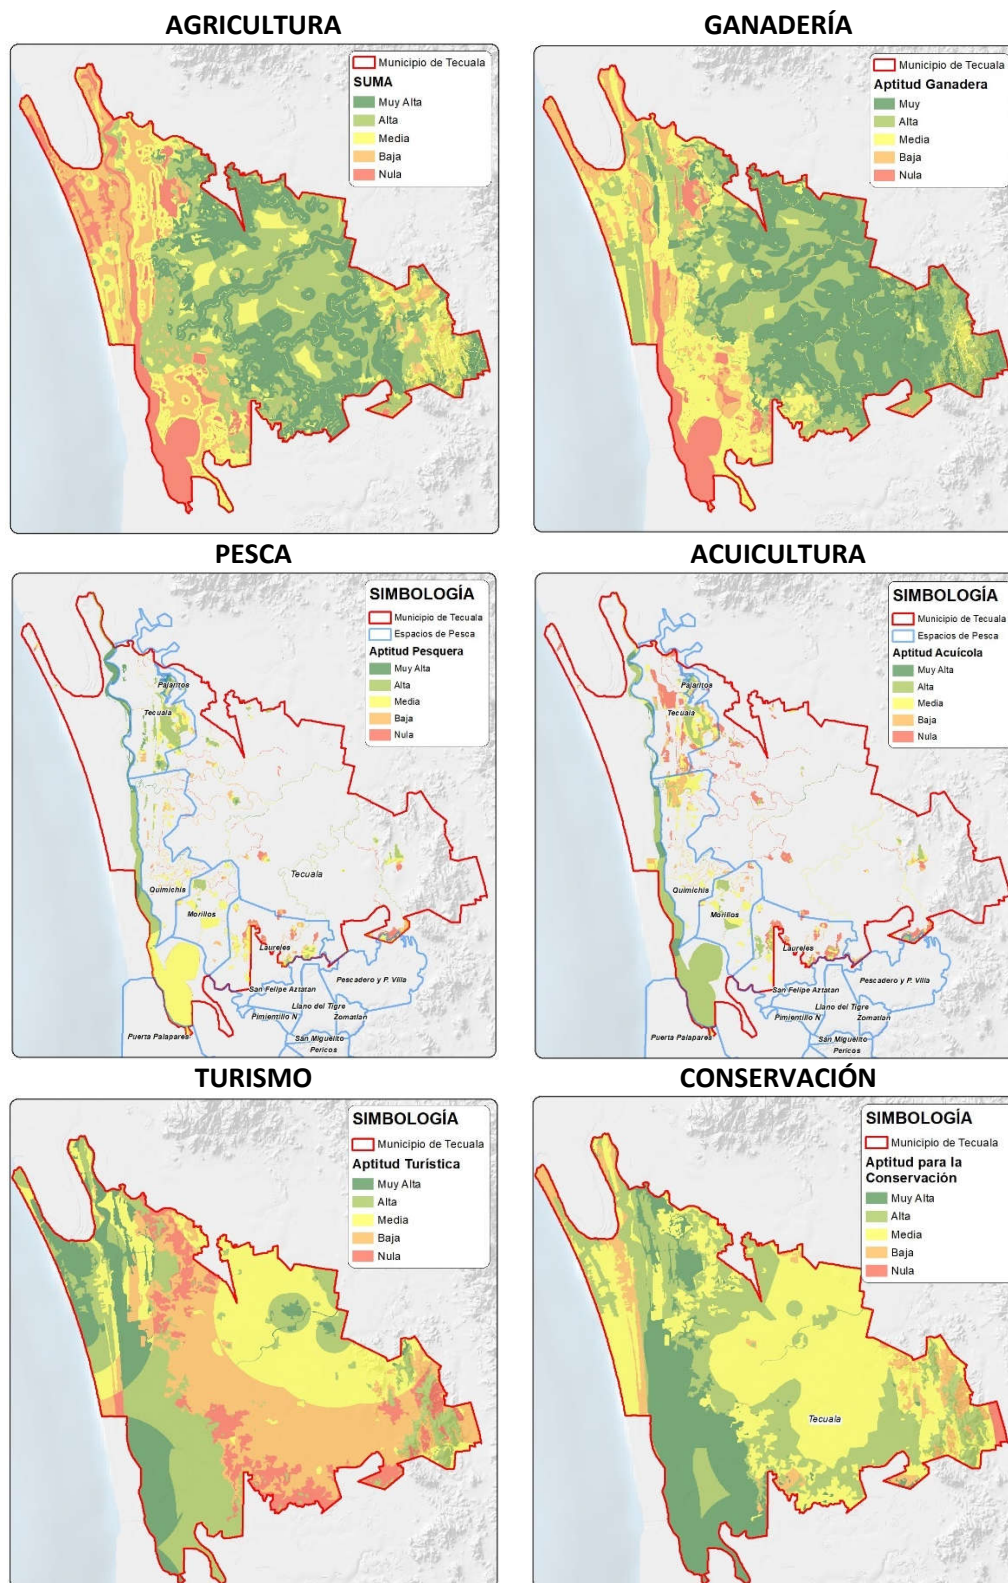 AGRICULTURA
Municipio de Tecuala
SUMA
Muy Alta
Alta
Media
Baja
Nula
GANADERÍA
Municipio de Tecuala
Aptitud Ganadera
Muy
Alta
Media
Baja
Nula
PESCA
SIMBOLOGÍA
Municipio de Tecuala
Espacios de Pesca
Aptitud Pesquera
Muy Alta
Alta
Media
Baja
Nula
Pajaritos
Tecuala
Tecuala
Quimichis
Morillos
Laureles
San Felipe Aztatan
Pescadero y P. Villa
Llano del Tigre
Pimientillo N
Zomatlan
San Miguelito
Pericos
Puerta Palapares
ACUICULTURA
SIMBOLOGÍA
Municipio de Tecuala
Espacios de Pesca
Aptitud Acuícola
Muy Alta
Alta
Media
Baja
Nula
Pajaritos
Tecuala
Quimichis
Morillos
Laureles
San Felipe Aztatan
Pescadero y P. Villa
Llano del Tigre
Pimientillo N
Zomatlan
San Miguelito
Pericos
Puerta Palapares
TURISMO
SIMBOLOGÍA
Municipio de Tecuala
Aptitud Turística
Muy Alta
Alta
Media
Baja
Nula
CONSERVACIÓN
SIMBOLOGÍA
Municipio de Tecuala
Aptitud para la
Conservación
Muy Alta
Alta
Media
Baja
Nula
Tecuala